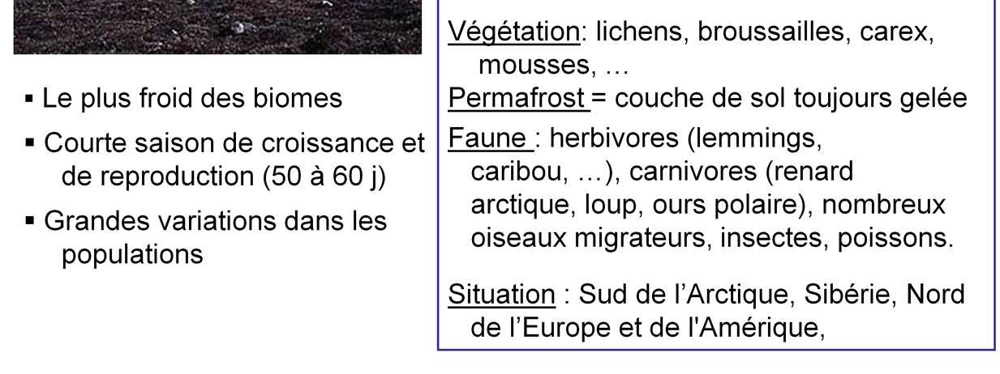 ▪ Le plus froid des biomes
▪ Courte saison de croissance et
de reproduction (50 à 60 j)
▪ Grandes variations dans les
populations
Végétation: lichens, broussailles, carex,
mousses, …
Permafrost = couche de sol toujours gelée
Faune : herbivores (lemmings,
caribou, …), carnivores (renard
arctique, loup, ours polaire), nombreux
oiseaux migrateurs, insectes, poissons.
Situation : Sud de l’Arctique, Sibérie, Nord
de l’Europe et de l'Amérique,